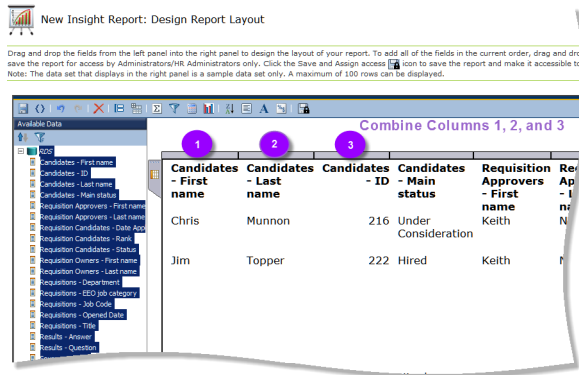 New Insight Report: Design Report Layout
Drag and drop the fields from the left panel into the right panel to design the layout of your report. To add all of the fields in the current order, drag and
save the report for access by Administrators/HR Administrators only. Click the Save and Assign access icon to save the report and make it accessible to
Note: The data set that displays in the right panel is a sample data set only. A maximum of 100 rows can be displayed.
Available Data
RDS
Candidates - First name
Candidates - ID
Candidates - Last name
Candidates - Main status
Requisition Approvers - First name
Requisition Approvers - Last name
Requisition Candidates - Date App
Requisition Candidates - Rank
Requisition Candidates - Status
Requisition Owners - First name
Requisition Owners - Last name
Requisitions - Department
Requisitions - EEO job category
Requisitions - Job Code
Requisitions - Opened Date
Requisitions - Title
Results - Answer
Results - Question
Combine Columns 1, 2, and 3
1 2 3
Candidates Candidates Candidates Candidates Requisition
- First - Last - ID - Main Approvers
name name status - First
name
Chris Munnon 216 Under Keith
Consideration
Jim Topper 222 Hired Keith